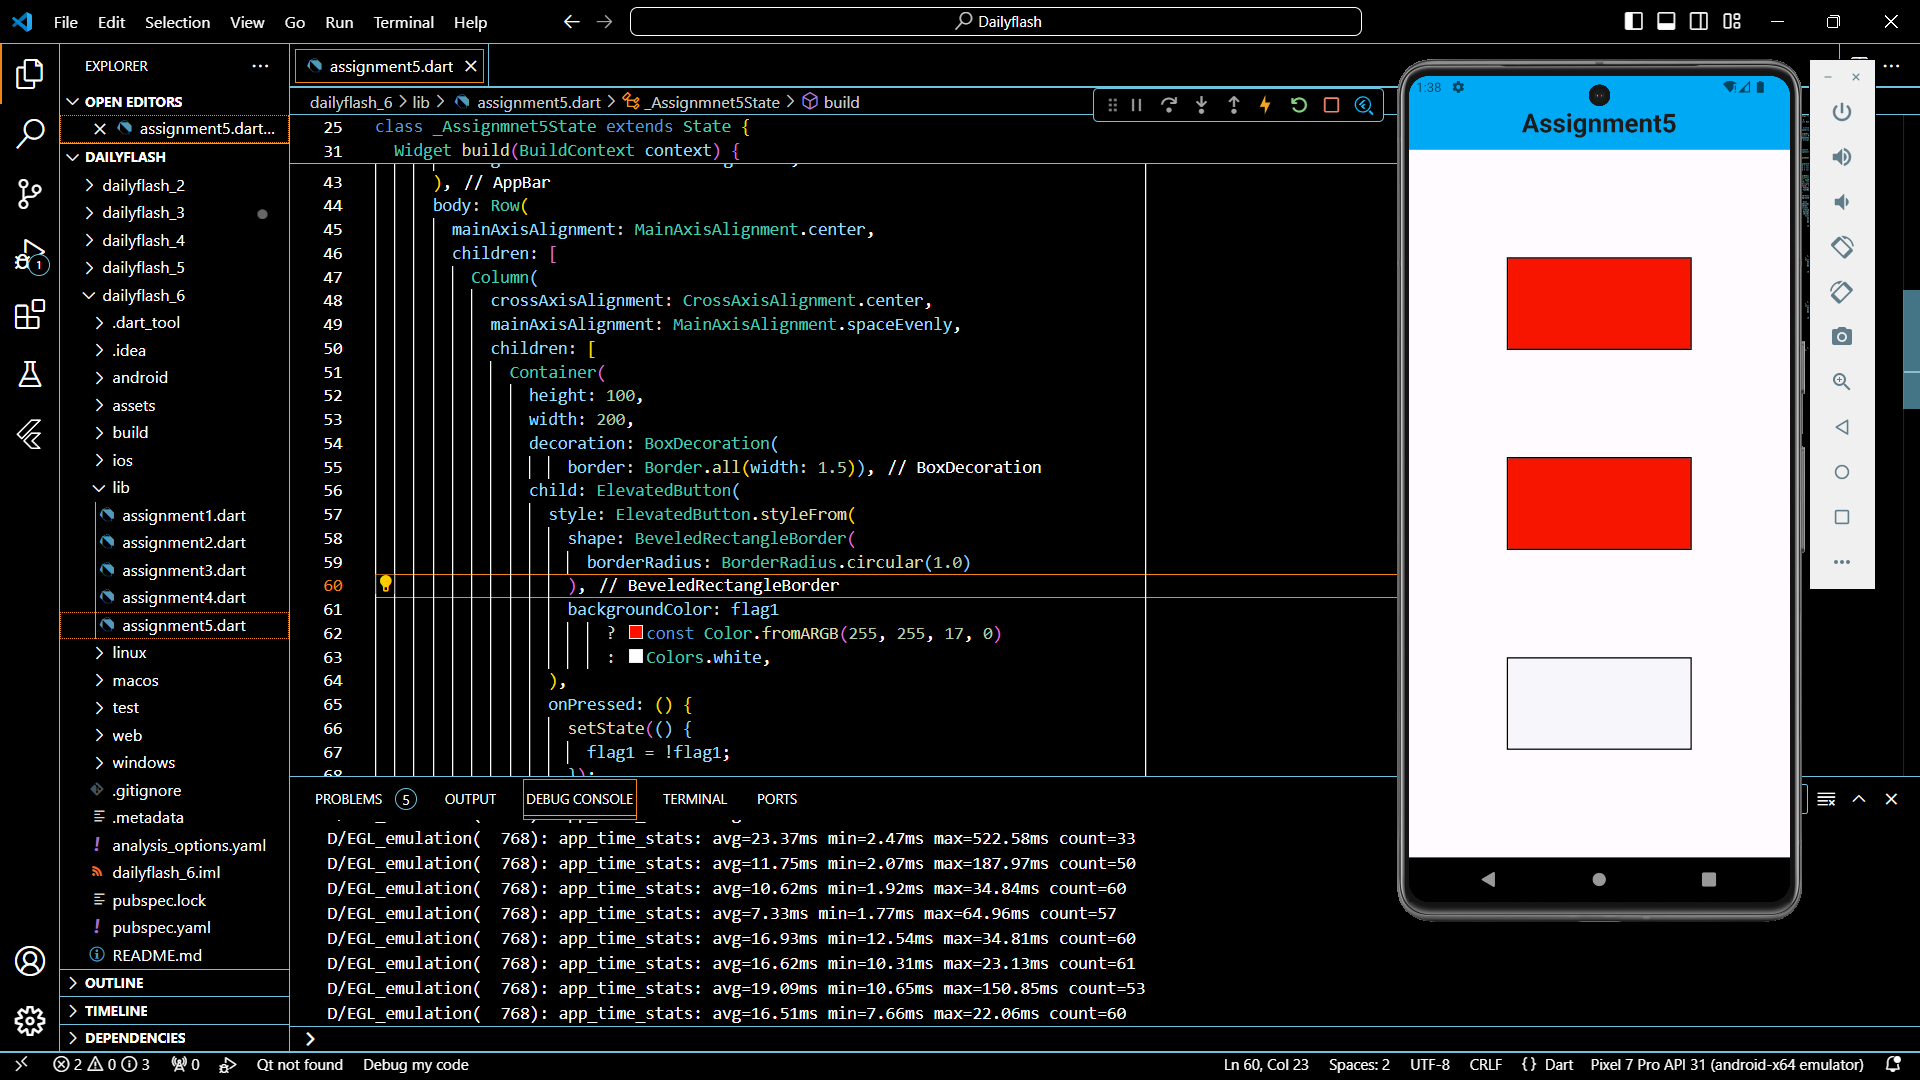 File Edit Selection View Go Run Terminal Help
Dailyflash
EXPLORER
OPEN EDITORS
assignment5.dart...
DAILYFLASH
dailyflash_2
dailyflash_3
dailyflash_4
dailyflash_5
dailyflash_6
.dart_tool
.idea
android
assets
build
ios
lib
assignment1.dart
assignment2.dart
assignment3.dart
assignment4.dart
assignment5.dart
linux
macos
test
web
windows
.gitignore
.metadata
analysis_options.yaml
dailyflash_6.iml
pubspec.lock
pubspec.yaml
README.md
OUTLINE
TIMELINE
DEPENDENCIES
1
assignment5.dart
dailyflash_6 > lib > assignment5.dart > _Assignmnet5State > build
25 class _Assignmnet5State extends State {
31 Widget build(BuildContext context) {
43 ), // AppBar
44 body: Row(
45 mainAxisAlignment: MainAxisAlignment.center,
46 children: [
47 Column(
48 crossAxisAlignment: CrossAxisAlignment.center,
49 mainAxisAlignment: MainAxisAlignment.spaceEvenly,
50 children: [
51 Container(
52 height: 100,
53 width: 200,
54 decoration: BoxDecoration(
55 border: Border.all(width: 1.5)), // BoxDecoration
56 child: ElevatedButton(
57 style: ElevatedButton.styleFrom(
58 shape: BeveledRectangleBorder(
59 borderRadius: BorderRadius.circular(1.0)
60 ), // BeveledRectangleBorder
61 backgroundColor: flag1
62 ? const Color.fromARGB(255, 255, 17, 0)
63 : Colors.white,
64 ),
65 onPressed: () {
66 setState(() {
67 flag1 = !flag1;
68 });
PROBLEMS 5 OUTPUT DEBUG CONSOLE TERMINAL PORTS
D/EGL_emulation( 768): app_time_stats: avg=23.37ms min=2.47ms max=522.58ms count=33
D/EGL_emulation( 768): app_time_stats: avg=11.75ms min=2.07ms max=187.97ms count=50
D/EGL_emulation( 768): app_time_stats: avg=10.62ms min=1.92ms max=34.84ms count=60
D/EGL_emulation( 768): app_time_stats: avg=7.33ms min=1.77ms max=64.96ms count=57
D/EGL_emulation( 768): app_time_stats: avg=16.93ms min=12.54ms max=34.81ms count=60
D/EGL_emulation( 768): app_time_stats: avg=16.62ms min=10.31ms max=23.13ms count=61
D/EGL_emulation( 768): app_time_stats: avg=19.09ms min=10.65ms max=150.85ms count=53
D/EGL_emulation( 768): app_time_stats: avg=16.51ms min=7.66ms max=22.06ms count=60
1:38
Assignment5
2 0 3 0 Qt not found Debug my code Ln 60, Col 23 Spaces: 2 UTF-8 CRLF {} Dart Pixel 7 Pro API 31 (android-x64 emulator)